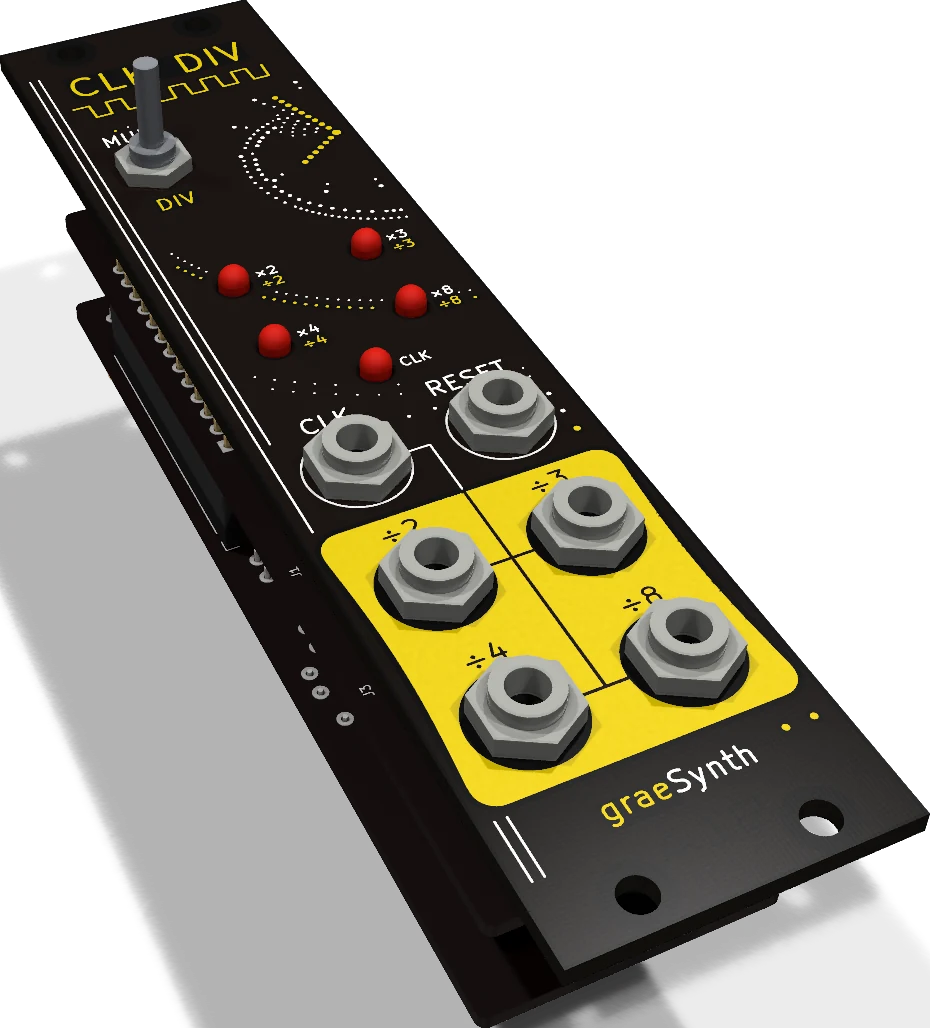 CLK DIV
DIV
×3
÷3
×2
÷2
×8
÷8
×4
÷4
CLK
RESET
CLK
÷3
÷2
÷8
÷4
J1
J3
graeSynth